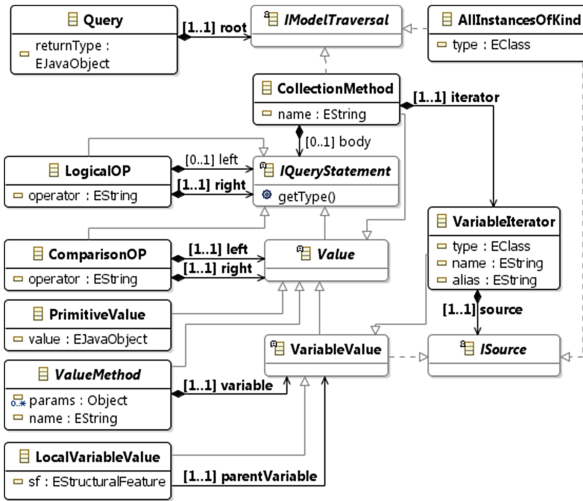 Query
returnType :
EJavaObject
[1..1] root
IModelTraversal
AllInstancesOfKind
type : EClass
CollectionMethod
name : EString
[1..1] iterator
[0..1] body
LogicalOP
operator : EString
[0..1] left
[1..1] right
IQueryStatement
getType()
VariableIterator
type : EClass
name : EString
alias : EString
ComparisonOP
operator : EString
[1..1] left
[1..1] right
Value
[1..1] source
PrimitiveValue
value : EJavaObject
VariableValue
ISource
ValueMethod
params : Object
0..*
name : EString
[1..1] variable
LocalVariableValue
sf : EStructuralFeature
[1..1] parentVariable